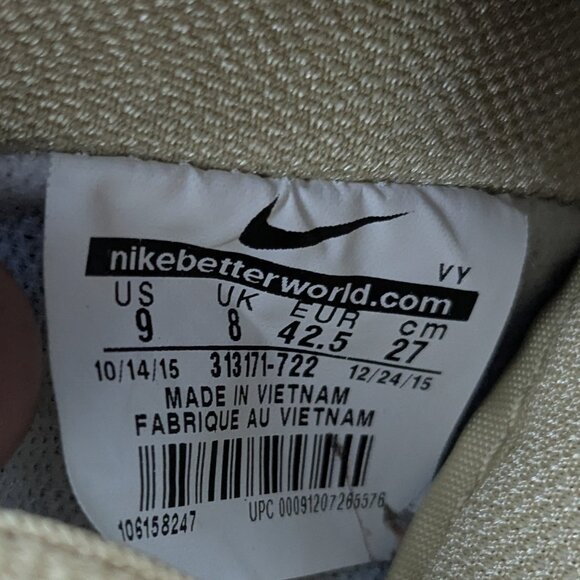 nikebetterworld.com
VY
US UK EUR cm
9 8 42.5 27
10/14/15 313171-722 12/24/15
MADE IN VIETNAM
FABRIQUE AU VIETNAM
106158247 UPC 00091207265576